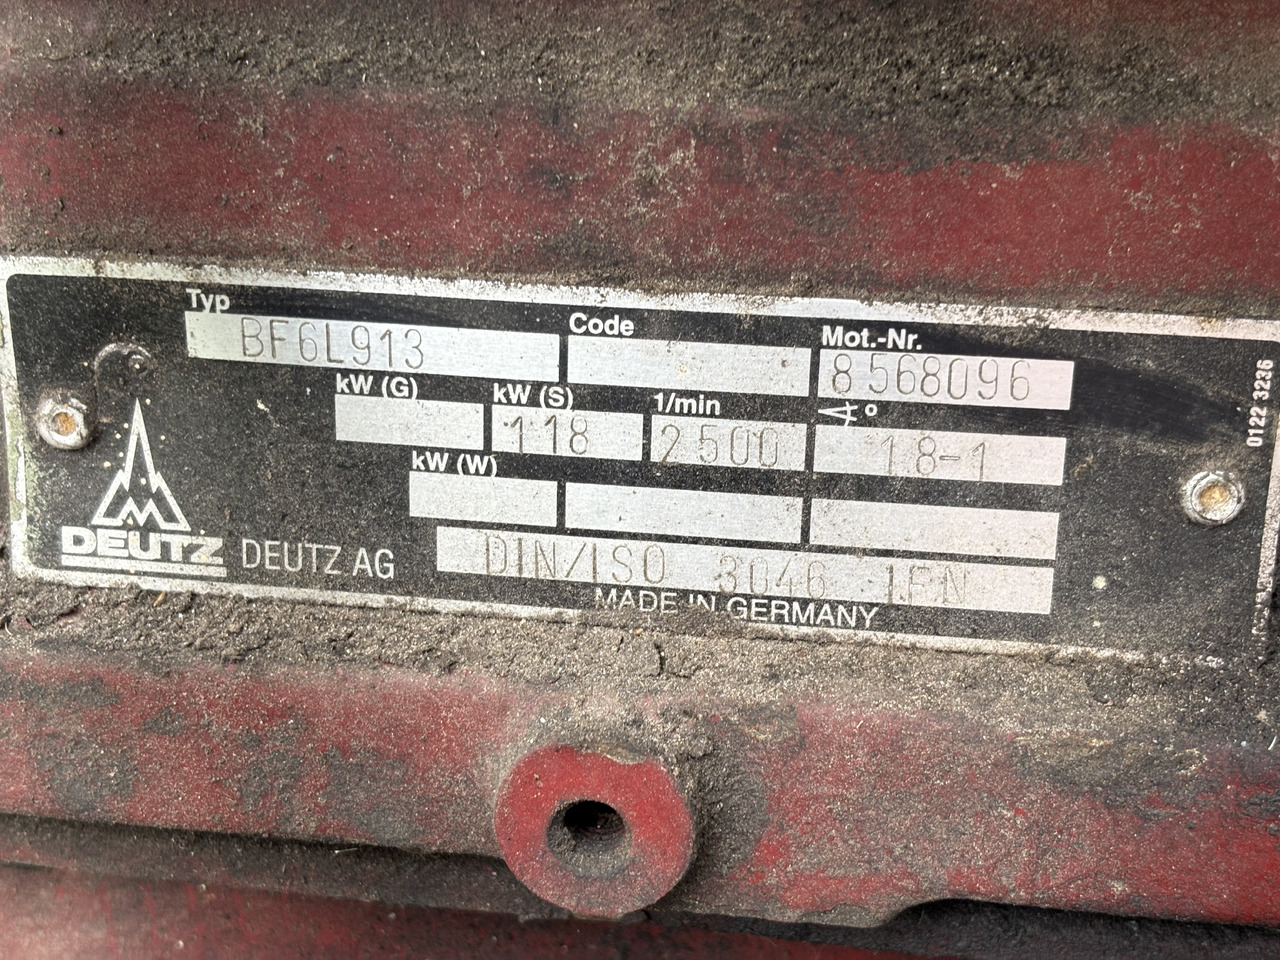 Typ
BF6L913
Code
Mot.-Nr.
8568096
kW (G)
kW (S)
118
1/min
2500
∢ °
18-1
kW (W)
DEUTZ
DEUTZ AG
DIN/ISO 3046 IFN
MADE IN GERMANY
0122 3236